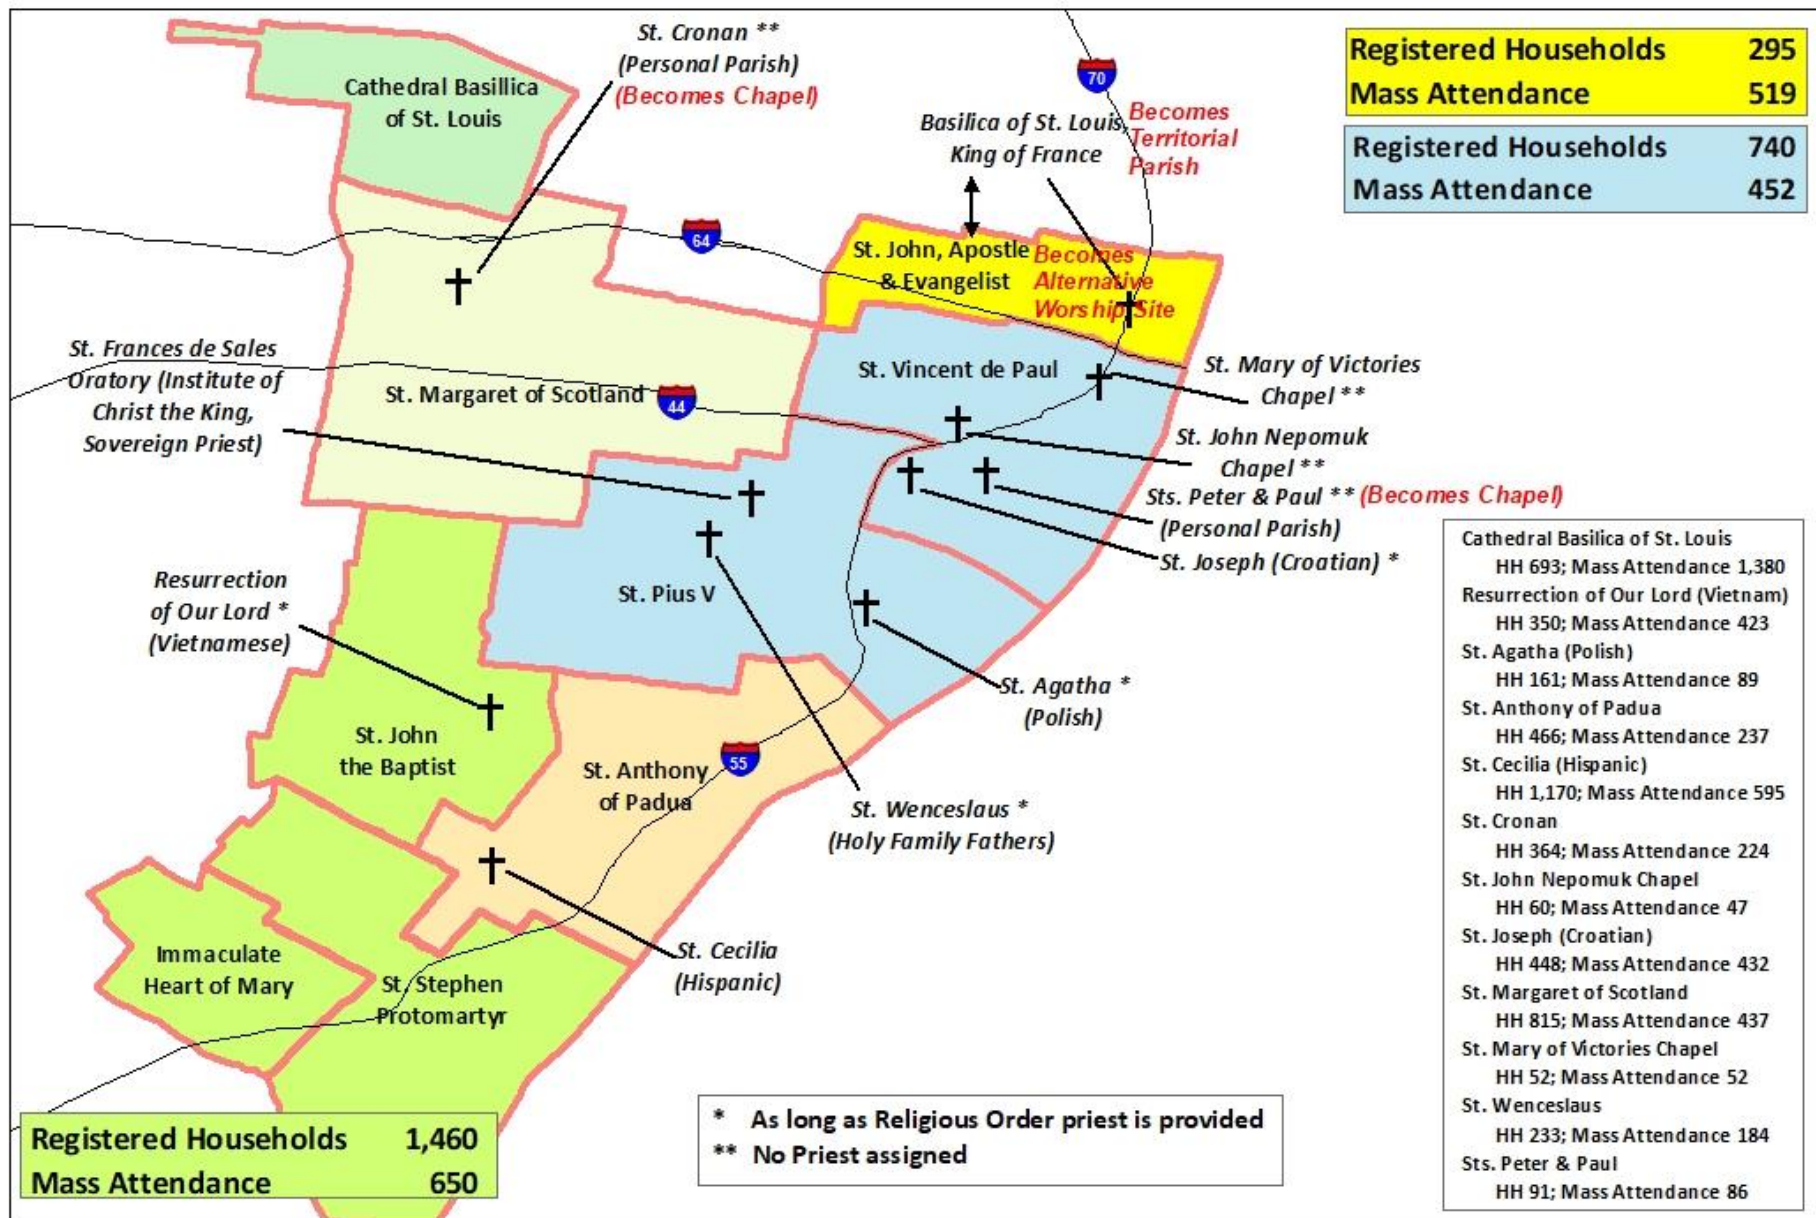 St. Cronan **
(Personal Parish)
(Becomes Chapel)
Cathedral Basillica
of St. Louis
70
Basilica of St. Louis,
King of France
Becomes
Territorial
Parish
Registered Households 295
Mass Attendance 519
Registered Households 740
Mass Attendance 452
64
St. John, Apostle
& Evangelist
Becomes
Alternative
Worship Site
St. Frances de Sales
Oratory (Institute of
Christ the King,
Sovereign Priest)
St. Margaret of Scotland
44
St. Vincent de Paul
St. Mary of Victories
Chapel **
St. John Nepomuk
Chapel **
Sts. Peter & Paul ** (Becomes Chapel)
(Personal Parish)
St. Joseph (Croatian) *
Resurrection
of Our Lord *
(Vietnamese)
St. Pius V
St. Agatha *
(Polish)
St. John
the Baptist
St. Anthony
of Padua
55
St. Wenceslaus *
(Holy Family Fathers)
St. Cecilia
(Hispanic)
Immaculate
Heart of Mary
St. Stephen
Protomartyr
Registered Households 1,460
Mass Attendance 650
* As long as Religious Order priest is provided
** No Priest assigned
Cathedral Basilica of St. Louis
HH 693; Mass Attendance 1,380
Resurrection of Our Lord (Vietnam)
HH 350; Mass Attendance 423
St. Agatha (Polish)
HH 161; Mass Attendance 89
St. Anthony of Padua
HH 466; Mass Attendance 237
St. Cecilia (Hispanic)
HH 1,170; Mass Attendance 595
St. Cronan
HH 364; Mass Attendance 224
St. John Nepomuk Chapel
HH 60; Mass Attendance 47
St. Joseph (Croatian)
HH 448; Mass Attendance 432
St. Margaret of Scotland
HH 815; Mass Attendance 437
St. Mary of Victories Chapel
HH 52; Mass Attendance 52
St. Wenceslaus
HH 233; Mass Attendance 184
Sts. Peter & Paul
HH 91; Mass Attendance 86